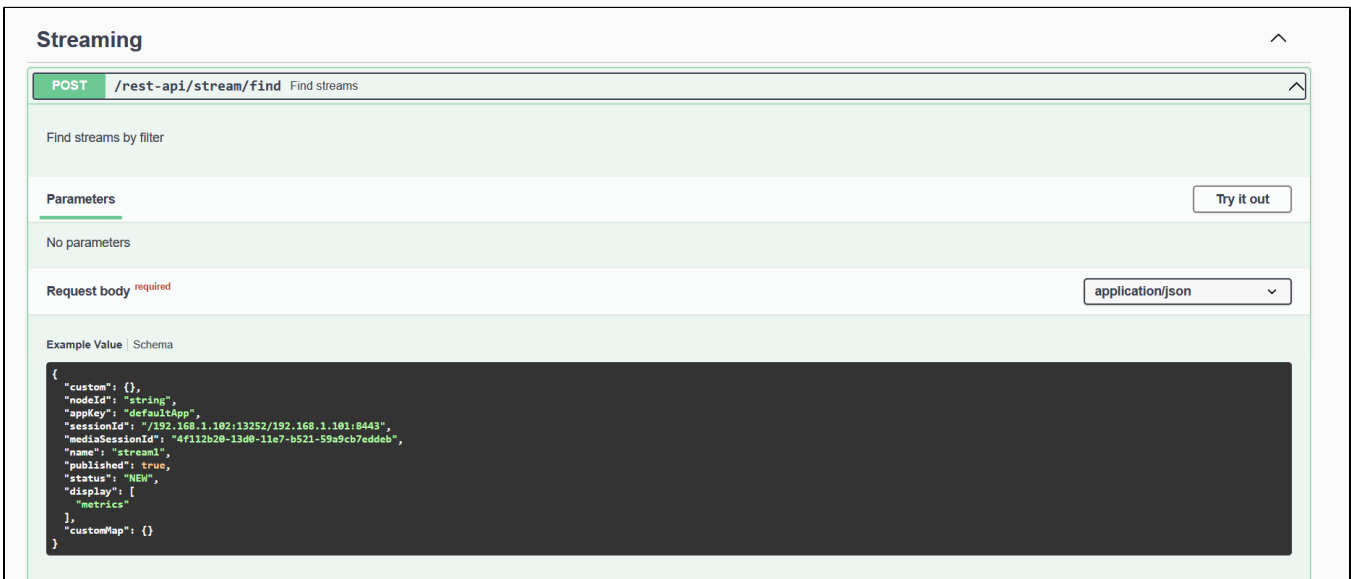 Streaming
POST /rest-api/stream/find Find streams
Find streams by filter
Parameters
Try it out
No parameters
Request body required
application/json
Example Value Schema
{
"custom": {},
"nodeId": "string",
"appKey": "defaultApp",
"sessionId": "/192.168.1.102:13252/192.168.1.101:8443",
"mediaSessionId": "4f112b20-13d0-11e7-b521-59a9cb7eddeb",
"name": "stream1",
"published": true,
"status": "NEW",
"display": [
"metrics"
],
"customMap": {}
}